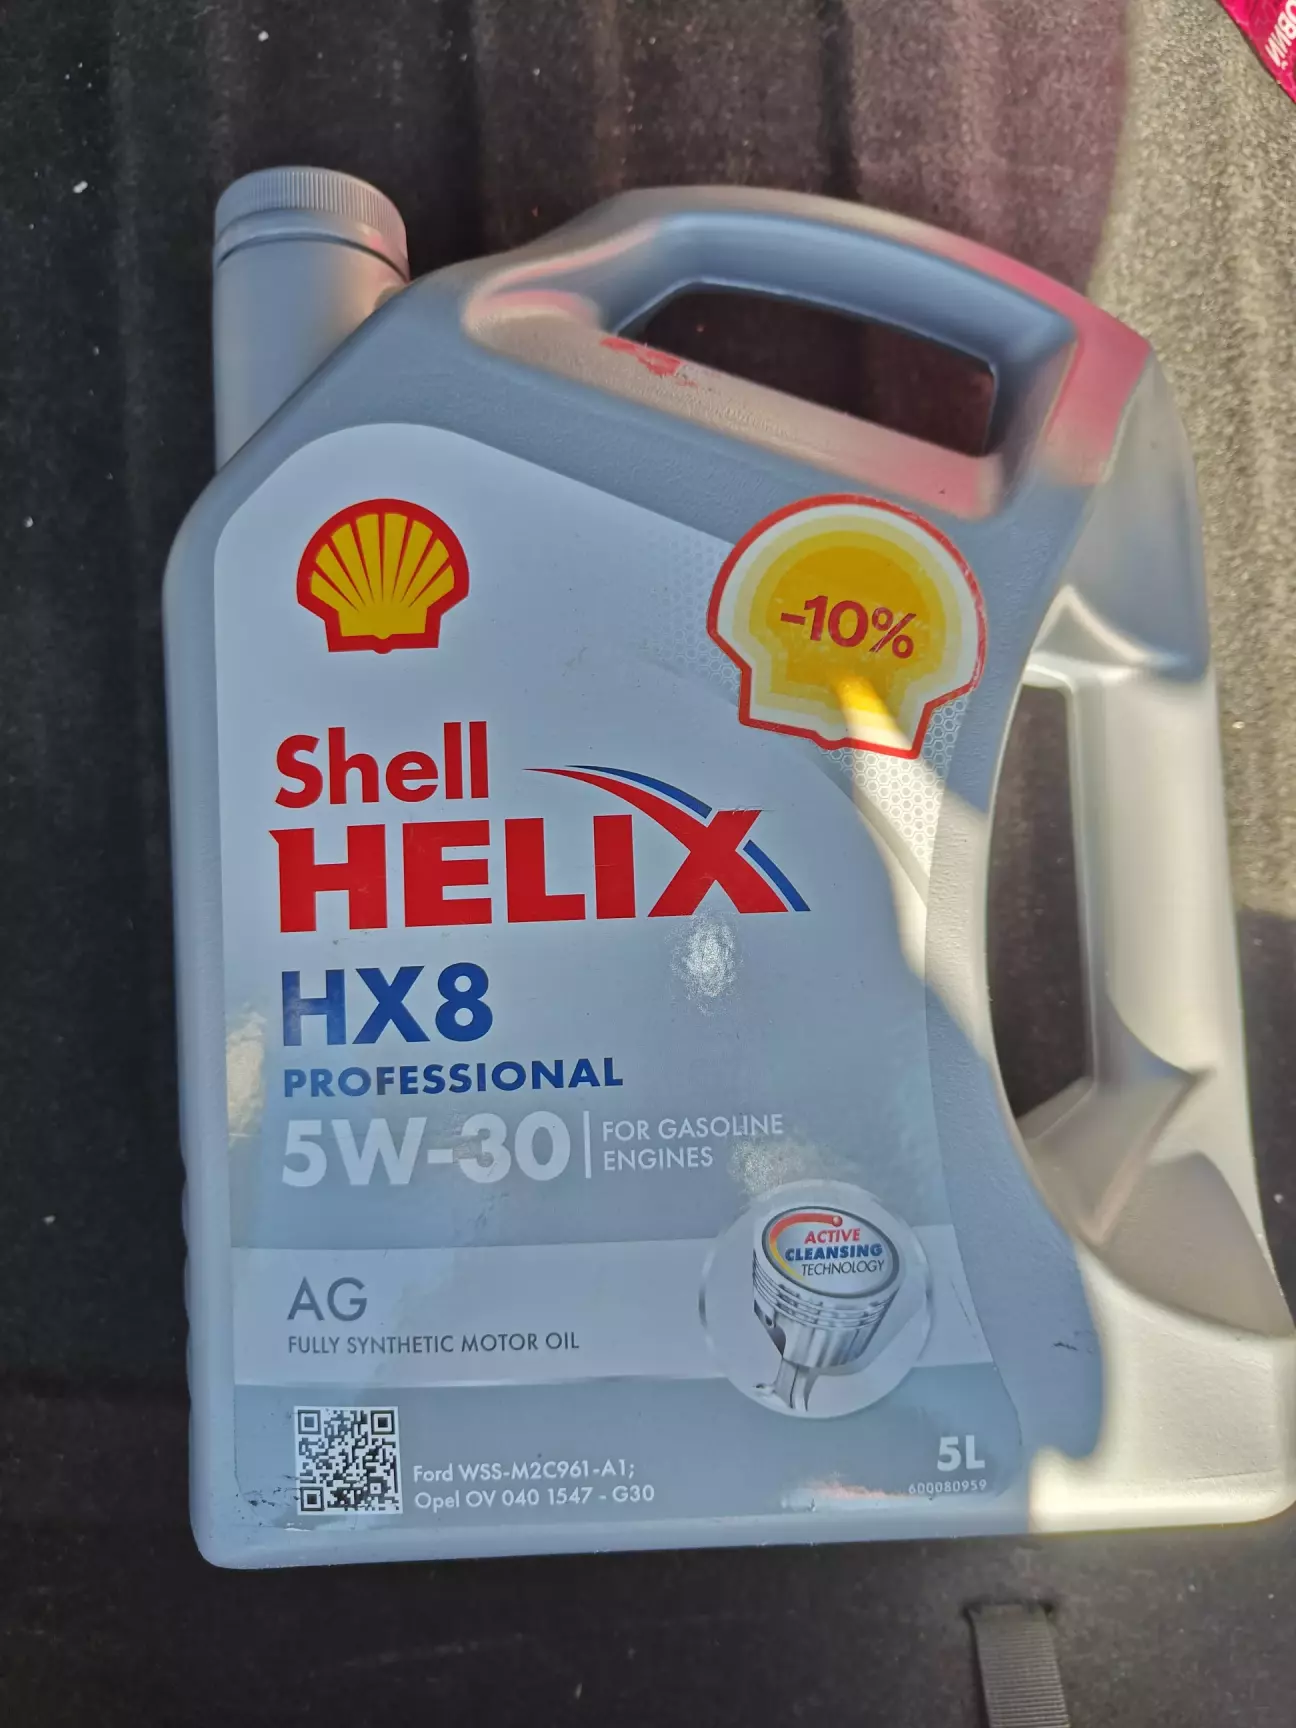 ОВИЙ
-10%
Shell
HELIX
HX8
PROFESSIONAL
5W-30
FOR GASOLINE
ENGINES
ACTIVE
CLEANSING
TECHNOLOGY
AG
FULLY SYNTHETIC MOTOR OIL
Ford WSS-M2C961-A1;
Opel OV 040 1547 - G30
5L
600080959